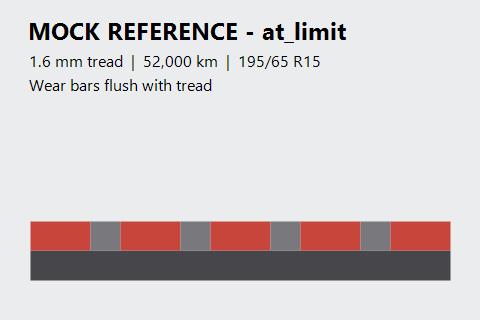 MOCK REFERENCE - at_limit
1.6 mm tread | 52,000 km | 195/65 R15
Wear bars flush with tread